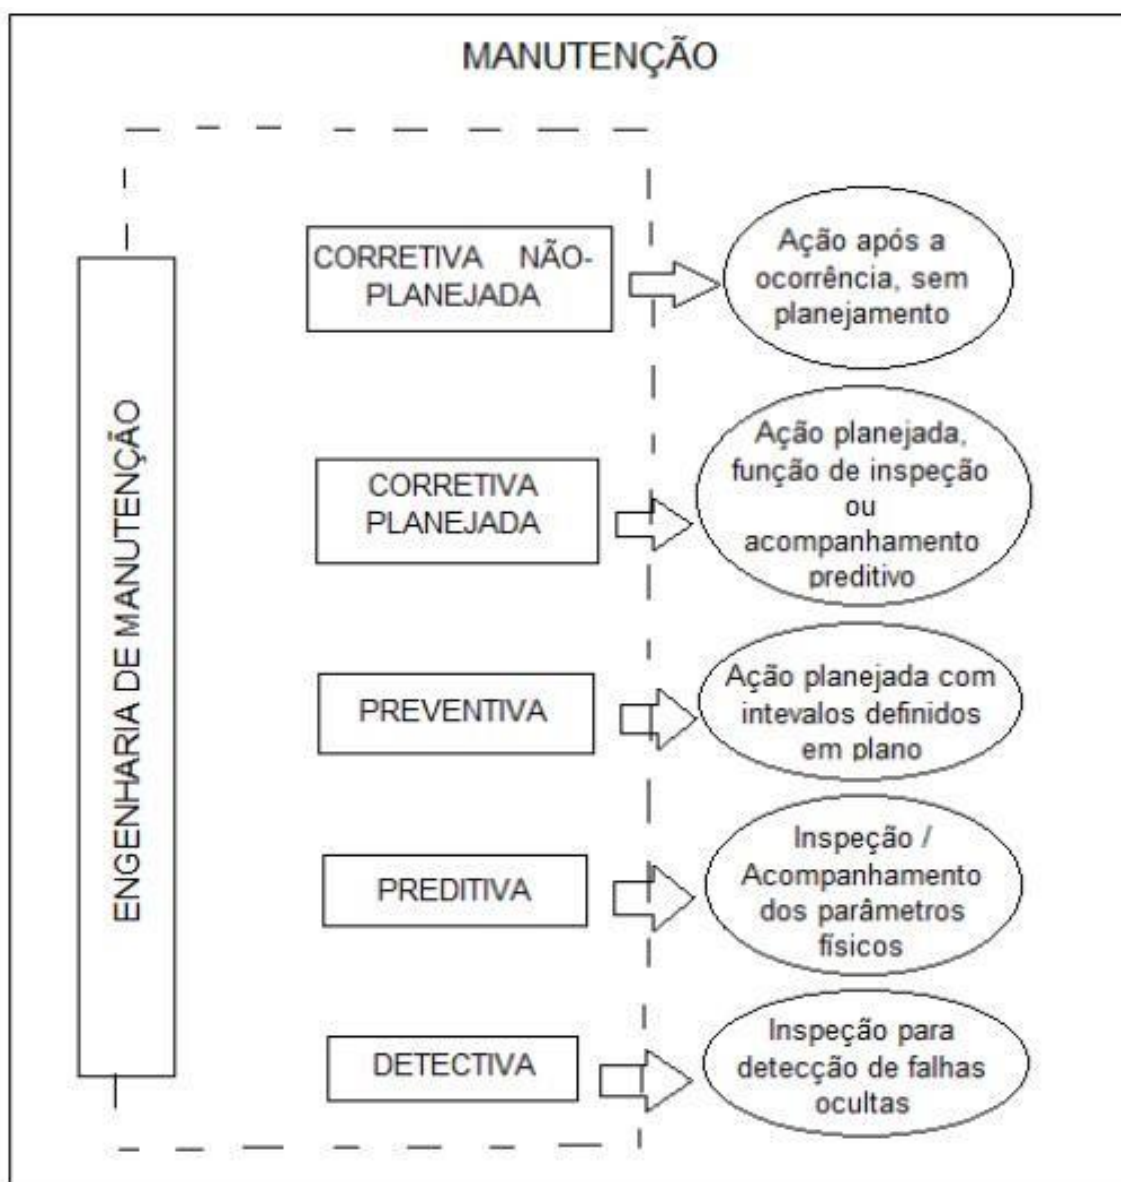 MANUTENÇÃO
ENGENHARIA DE MANUTENÇÃO
CORRETIVA NÃO-
PLANEJADA
Ação após a
ocorrência, sem
planejamento
CORRETIVA
PLANEJADA
Ação planejada,
função de inspeção
ou
acompanhamento
preditivo
PREVENTIVA
Ação planejada com
intevalos definidos
em plano
PREDITIVA
Inspeção /
Acompanhamento
dos parâmetros
físicos
DETECTIVA
Inspeção para
detecção de falhas
ocultas